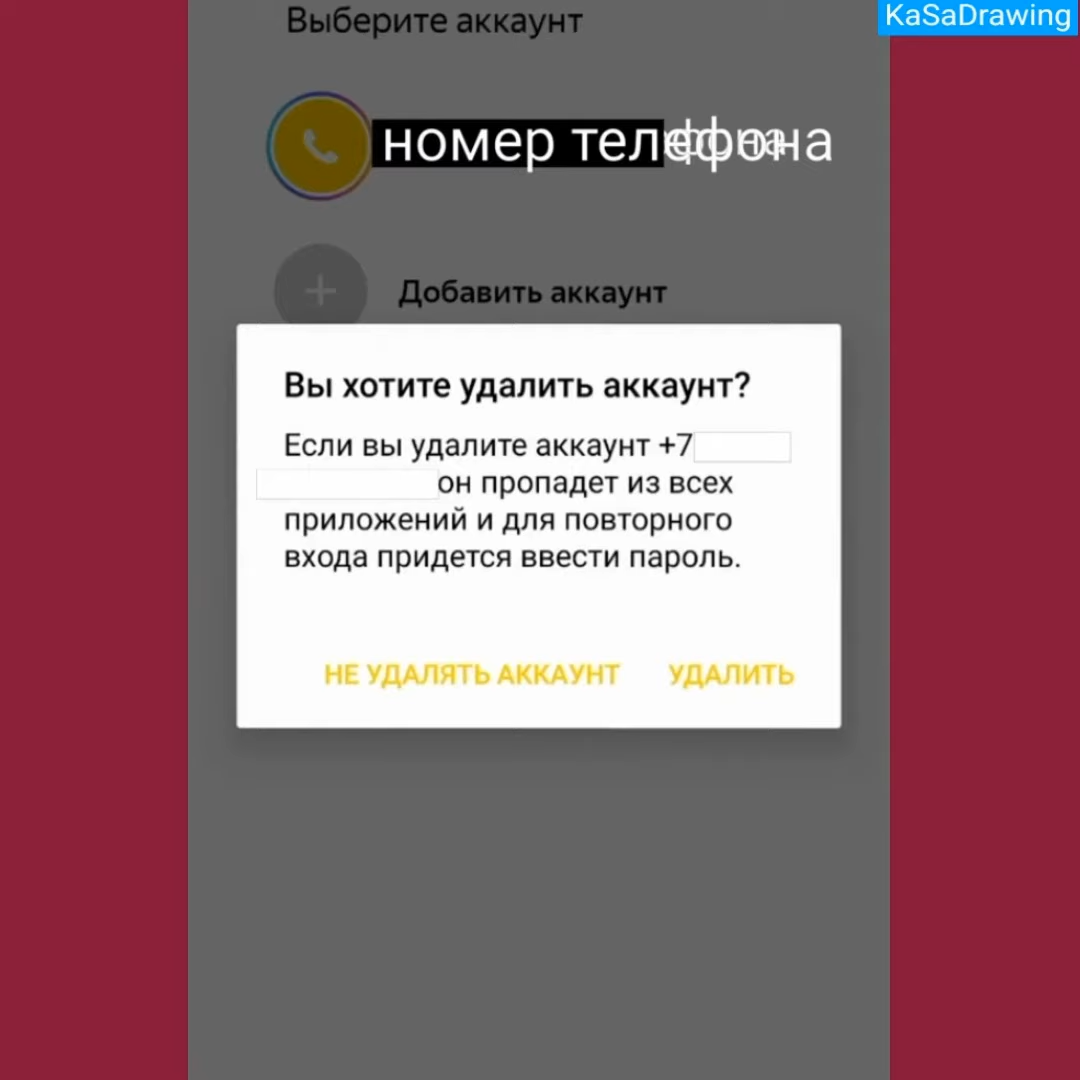 KaSaDrawing
Выберите аккаунт
номер телефона
Добавить аккаунт
Вы хотите удалить аккаунт?
Если вы удалите аккаунт +7
он пропадет из всех
приложений и для повторного
входа придется ввести пароль.
НЕ УДАЛЯТЬ АККАУНТ УДАЛИТЬ